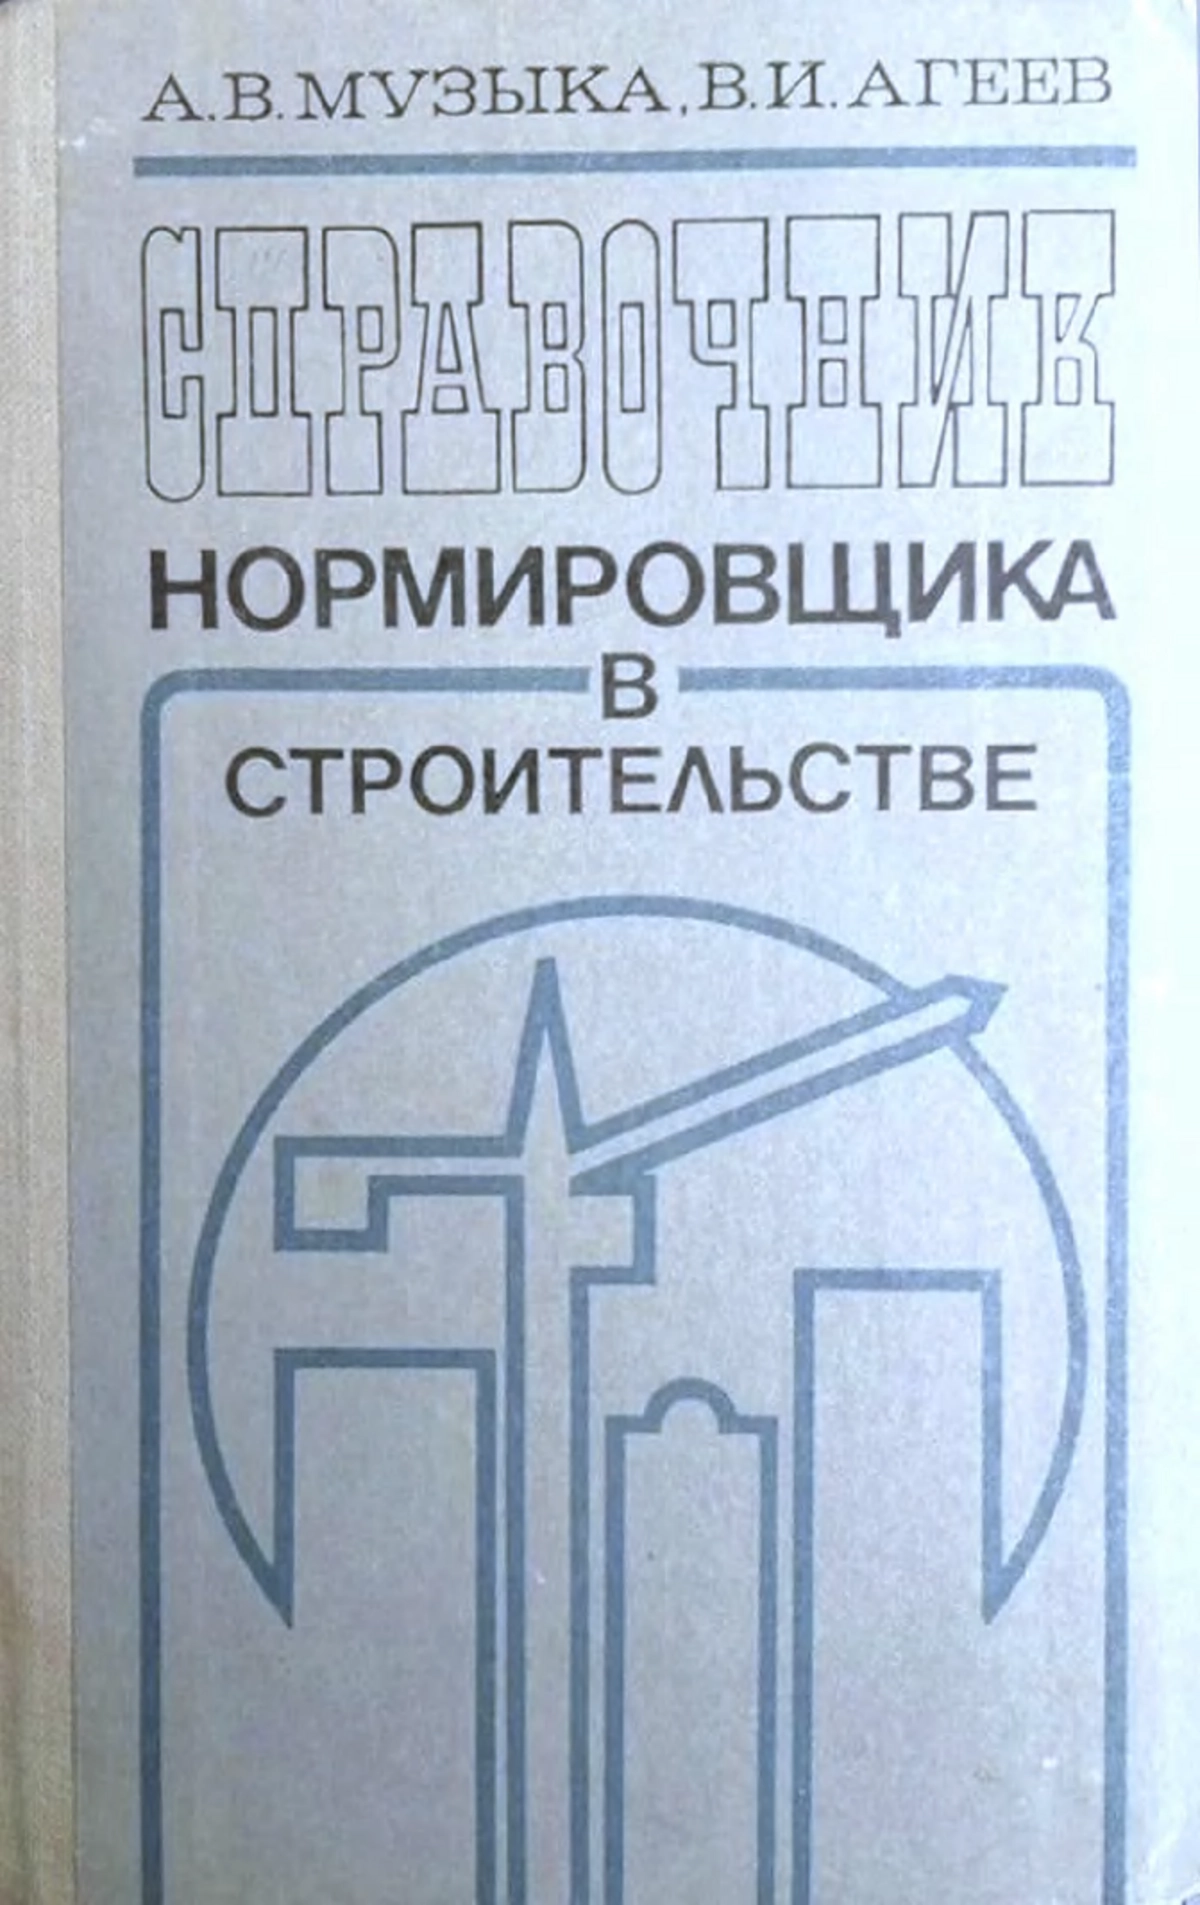 А.В.МУЗЫКА, В.И.АГЕЕВ
СПРАВОЧНИК
НОРМИРОВЩИКА
В
СТРОИТЕЛЬСТВЕ